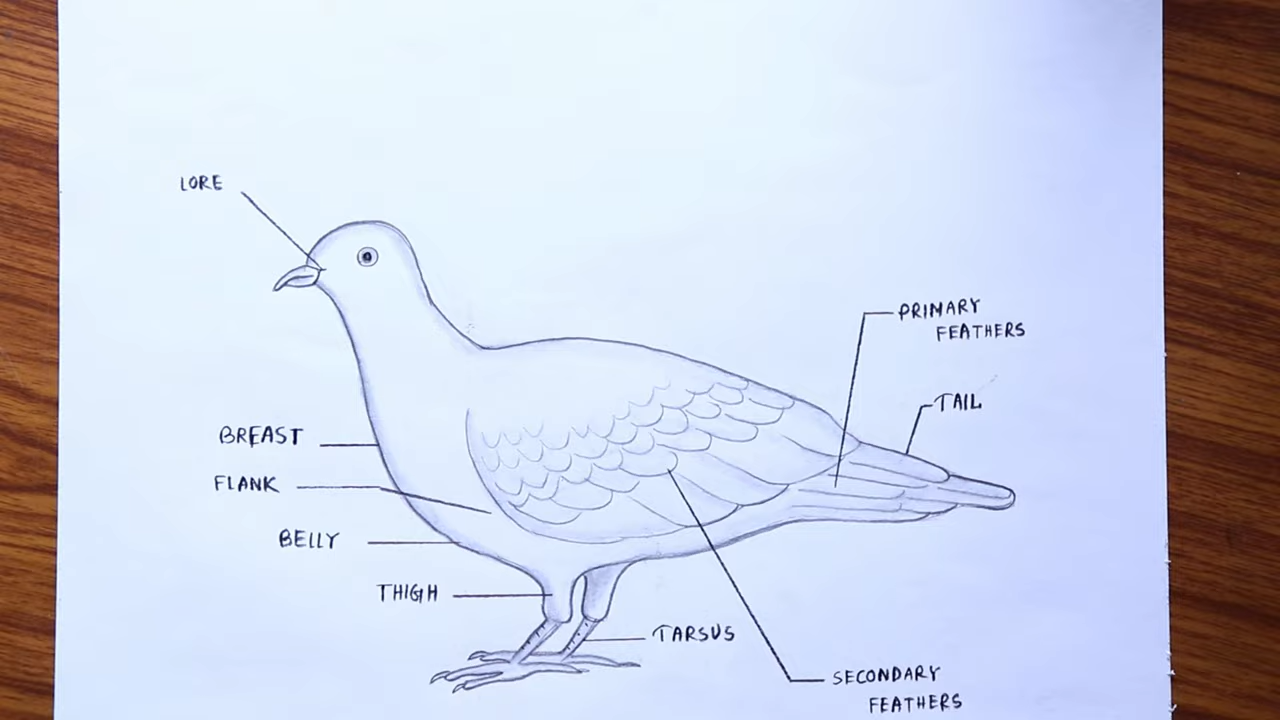 LORE
PRIMARY
FEATHERS
TAIL
BREAST
FLANK
BELLY
THIGH
TARSUS
SECONDARY
FEATHERS